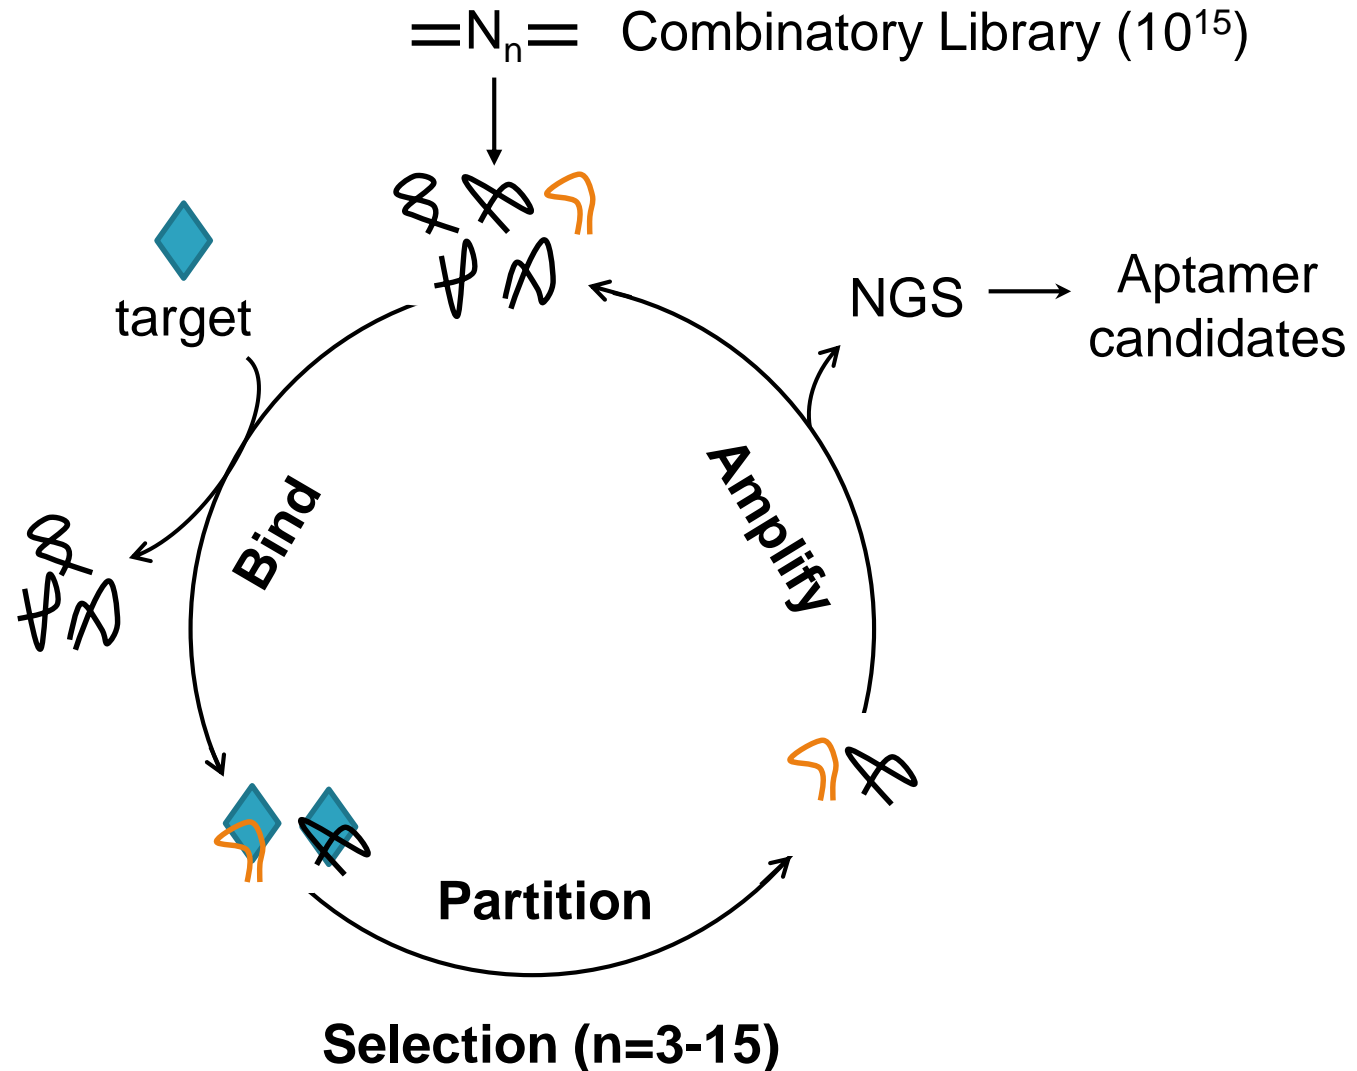 =Nₙ= Combinatory Library (10¹⁵)
target
NGS
Aptamer
candidates
Bind
Amplify
Partition
Selection (n=3-15)